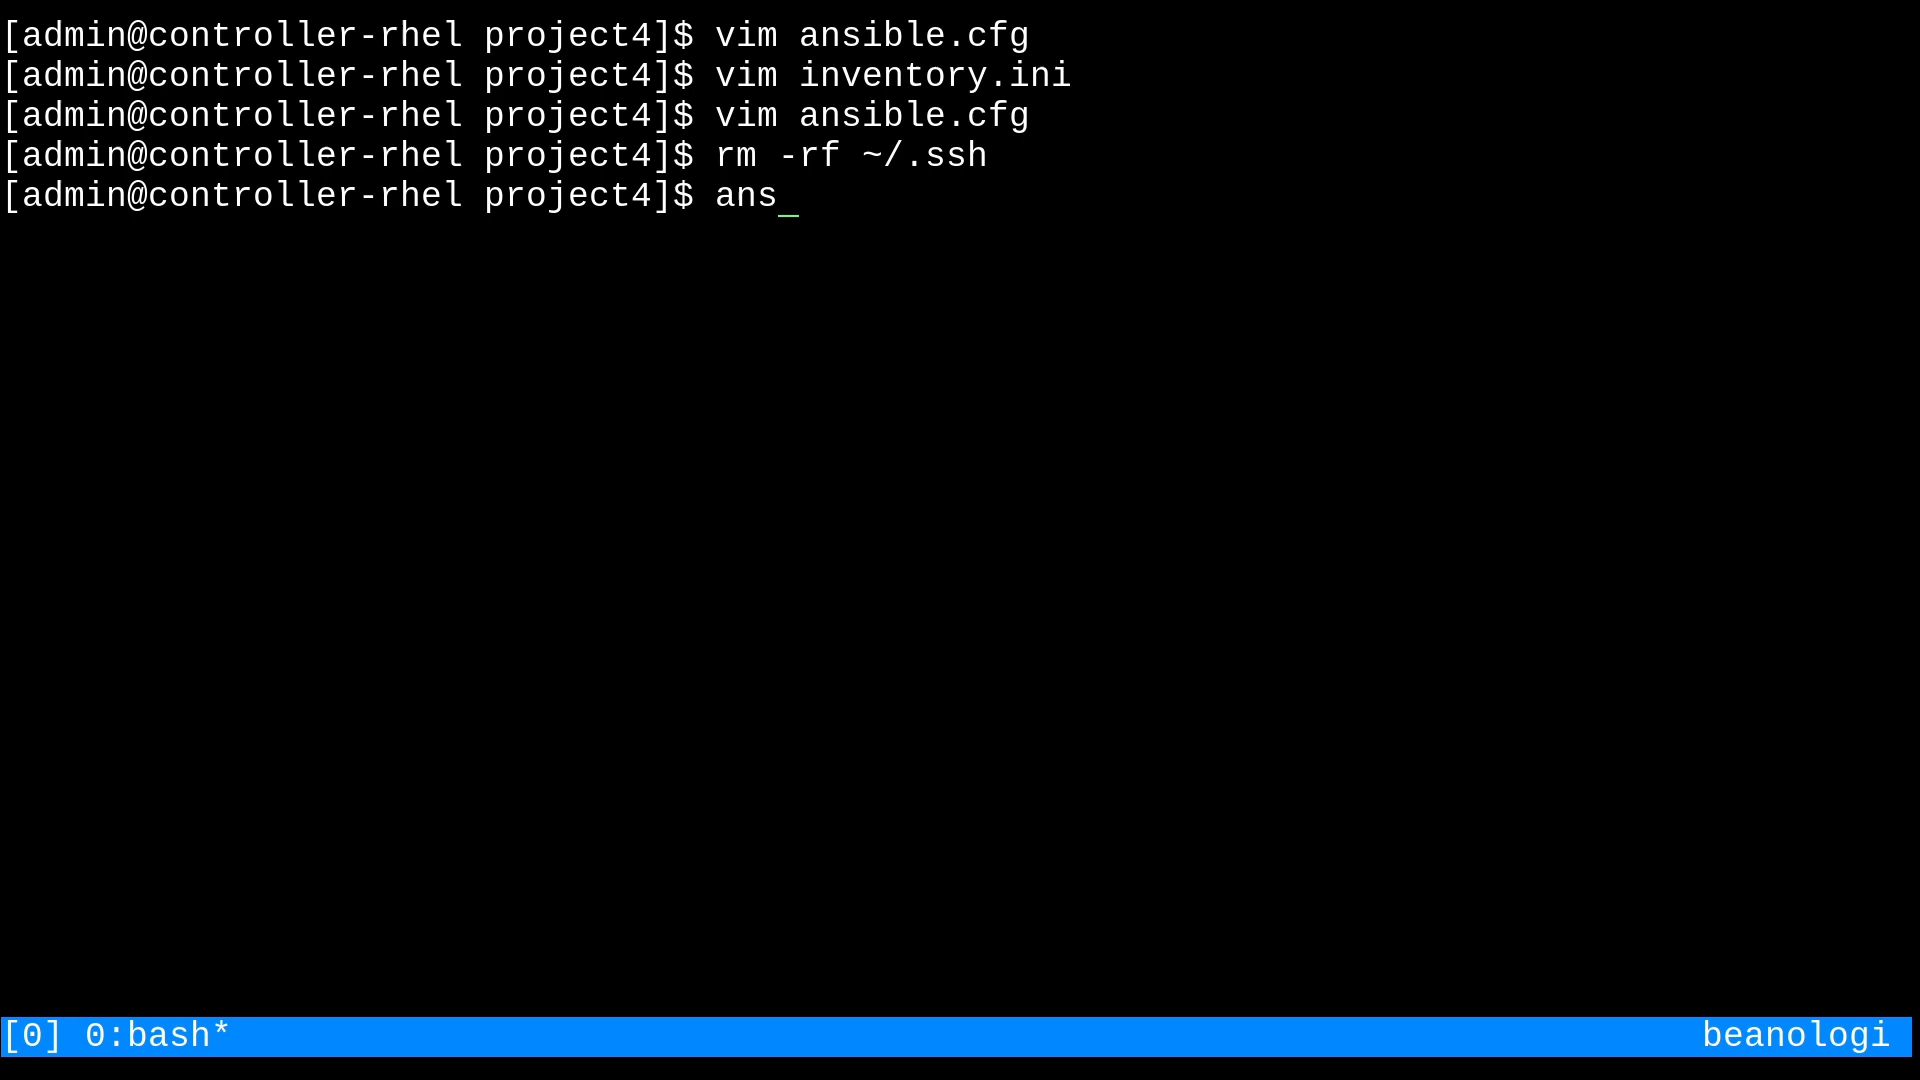 [admin@controller-rhel project4]$ vim ansible.cfg
[admin@controller-rhel project4]$ vim inventory.ini
[admin@controller-rhel project4]$ vim ansible.cfg
[admin@controller-rhel project4]$ rm -rf ~/.ssh
[admin@controller-rhel project4]$ ans
[0] 0:bash* beanologi